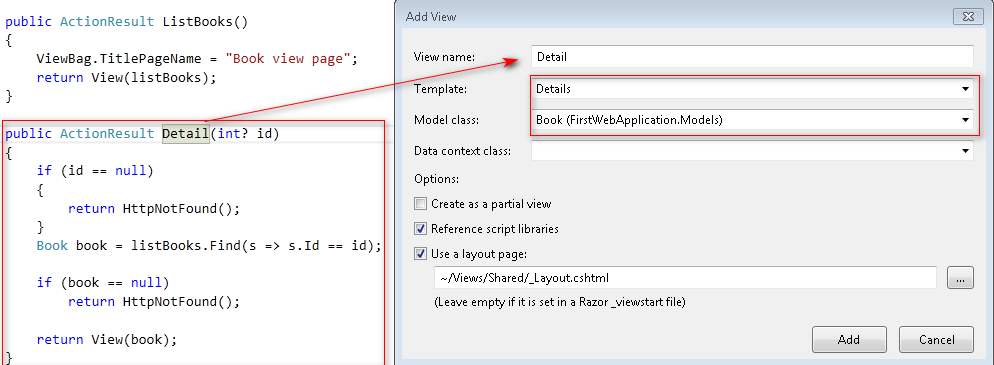 public ActionResult ListBooks()
{
ViewBag.TitlePageName = "Book view page";
return View(listBooks);
}
public ActionResult Detail(int? id)
{
if (id == null)
{
return HttpNotFound();
}
Book book = listBooks.Find(s => s.Id == id);
if (book == null)
return HttpNotFound();
return View(book);
}
Add View
View name: Detail
Template: Details
Model class: Book (FirstWebApplication.Models)
Data context class:
Options:
Create as a partial view
Reference script libraries
Use a layout page:
~/Views/Shared/_Layout.cshtml
...
(Leave empty if it is set in a Razor _viewstart file)
Add Cancel